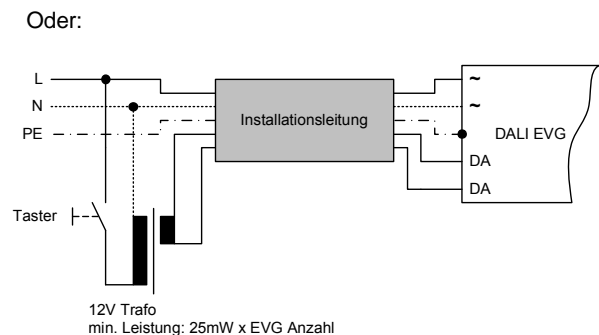 Oder:
L
N
PE
Installationsleitung
~
~
DALI EVG
DA
DA
Taster
12V Trafo
min. Leistung: 25mW x EVG Anzahl